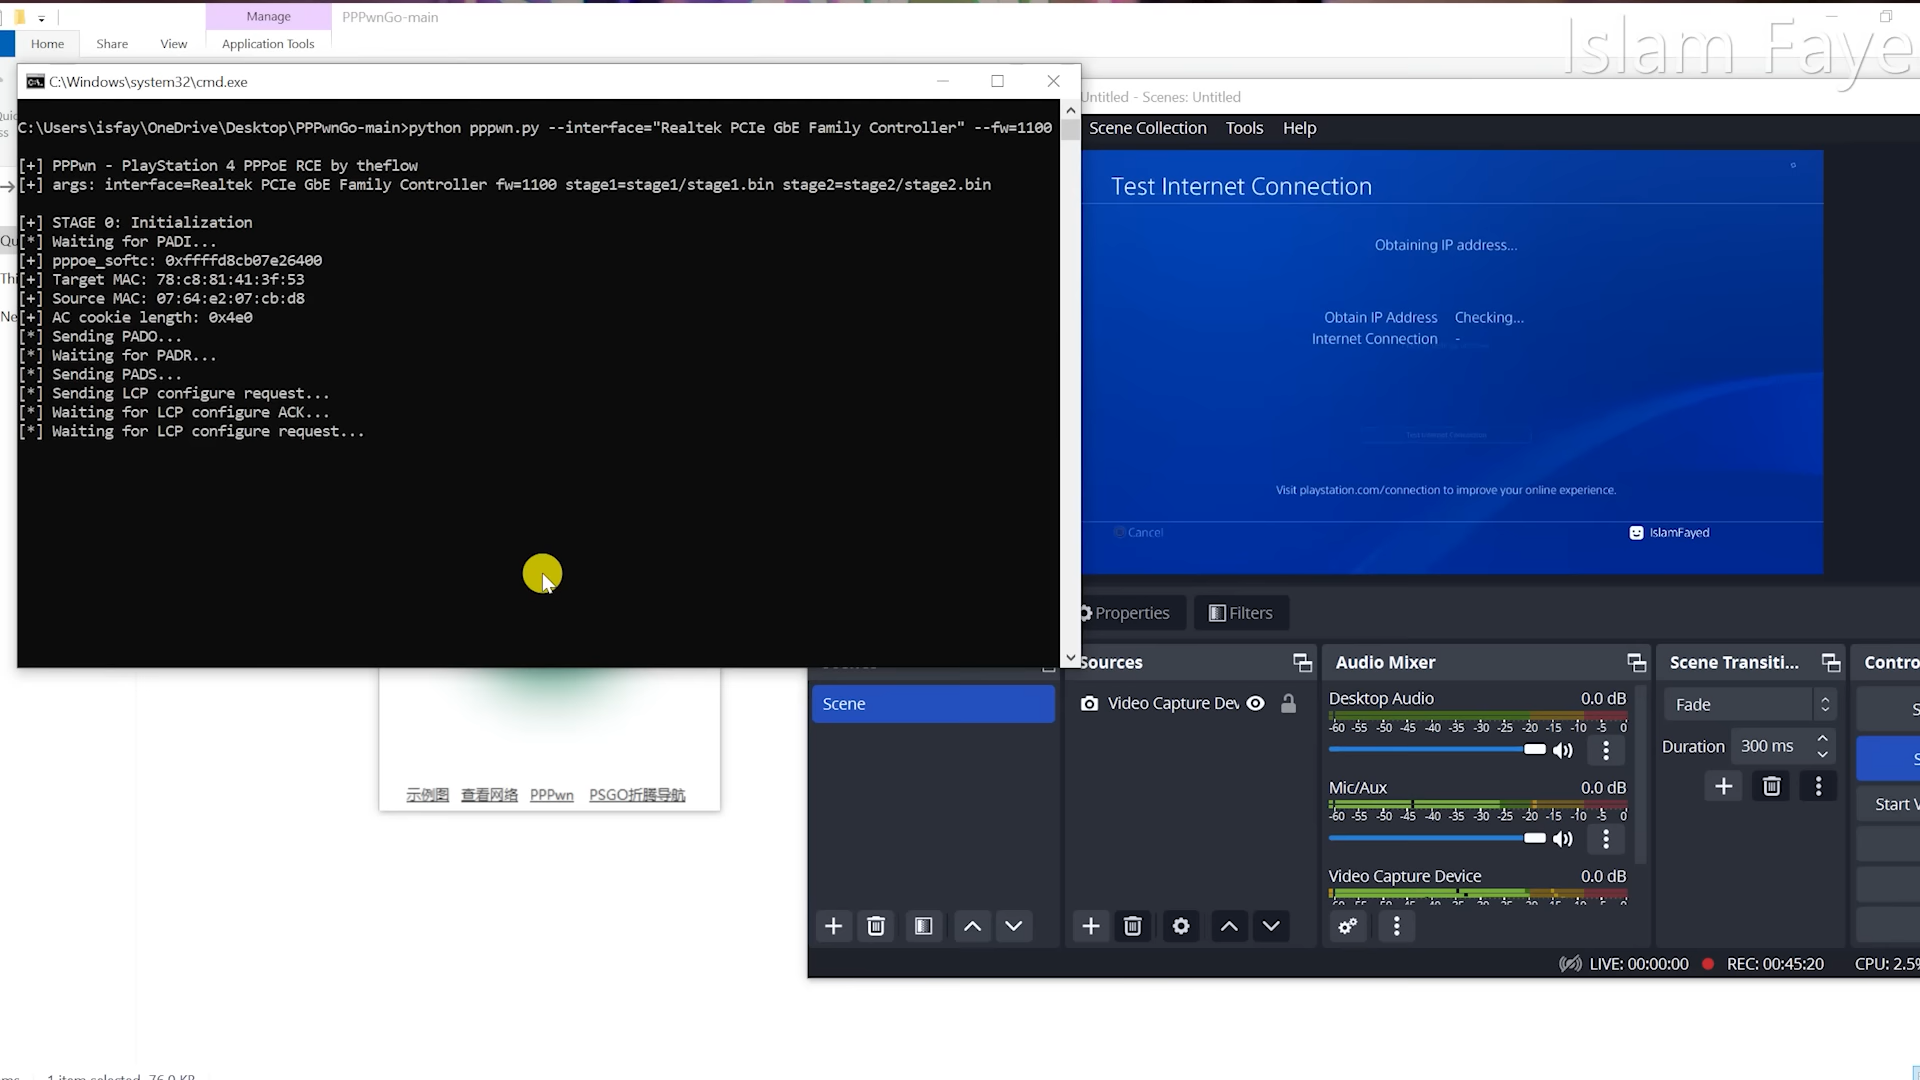 Manage
PPPwnGo-main
Home
Share
View
Application Tools
Islam Faye
C:\Windows\system32\cmd.exe
C:\Users\isfay\OneDrive\Desktop\PPPwnGo-main>python pppwn.py --interface="Realtek PCIe GbE Family Controller" --fw=1100
[+] PPPwn - PlayStation 4 PPPoE RCE by theflow
[+] args: interface=Realtek PCIe GbE Family Controller fw=1100 stage1=stage1/stage1.bin stage2=stage2/stage2.bin
[+] STAGE 0: Initialization
[*] Waiting for PADI...
[+] pppoe_softc: 0xffffd8cb07e26400
[+] Target MAC: 78:c8:81:41:3f:53
[+] Source MAC: 07:64:e2:07:cb:d8
[+] AC cookie length: 0x4e0
[*] Sending PADO...
[*] Waiting for PADR...
[*] Sending PADS...
[*] Sending LCP configure request...
[*] Waiting for LCP configure ACK...
[*] Waiting for LCP configure request...
Untitled - Scenes: Untitled
Scene Collection
Tools
Help
Test Internet Connection
Obtaining IP address...
Obtain IP Address Checking...
Internet Connection -
Test Internet Connection
Visit playstation.com/connection to improve your online experience.
Cancel
IslamFayed
Properties
Filters
Sources
Audio Mixer
Scene Transiti...
Contro
Scene
Video Capture Dev
Desktop Audio 0.0 dB
-60 -55 -50 -45 -40 -35 -30 -25 -20 -15 -10 -5 0
Mic/Aux 0.0 dB
-60 -55 -50 -45 -40 -35 -30 -25 -20 -15 -10 -5 0
Video Capture Device 0.0 dB
Fade
Duration 300 ms
Start V
示例图 查看网络 PPPwn PSGO折腾导航
LIVE: 00:00:00
REC: 00:45:20
CPU: 2.5%
1 item selected 76.0 KB